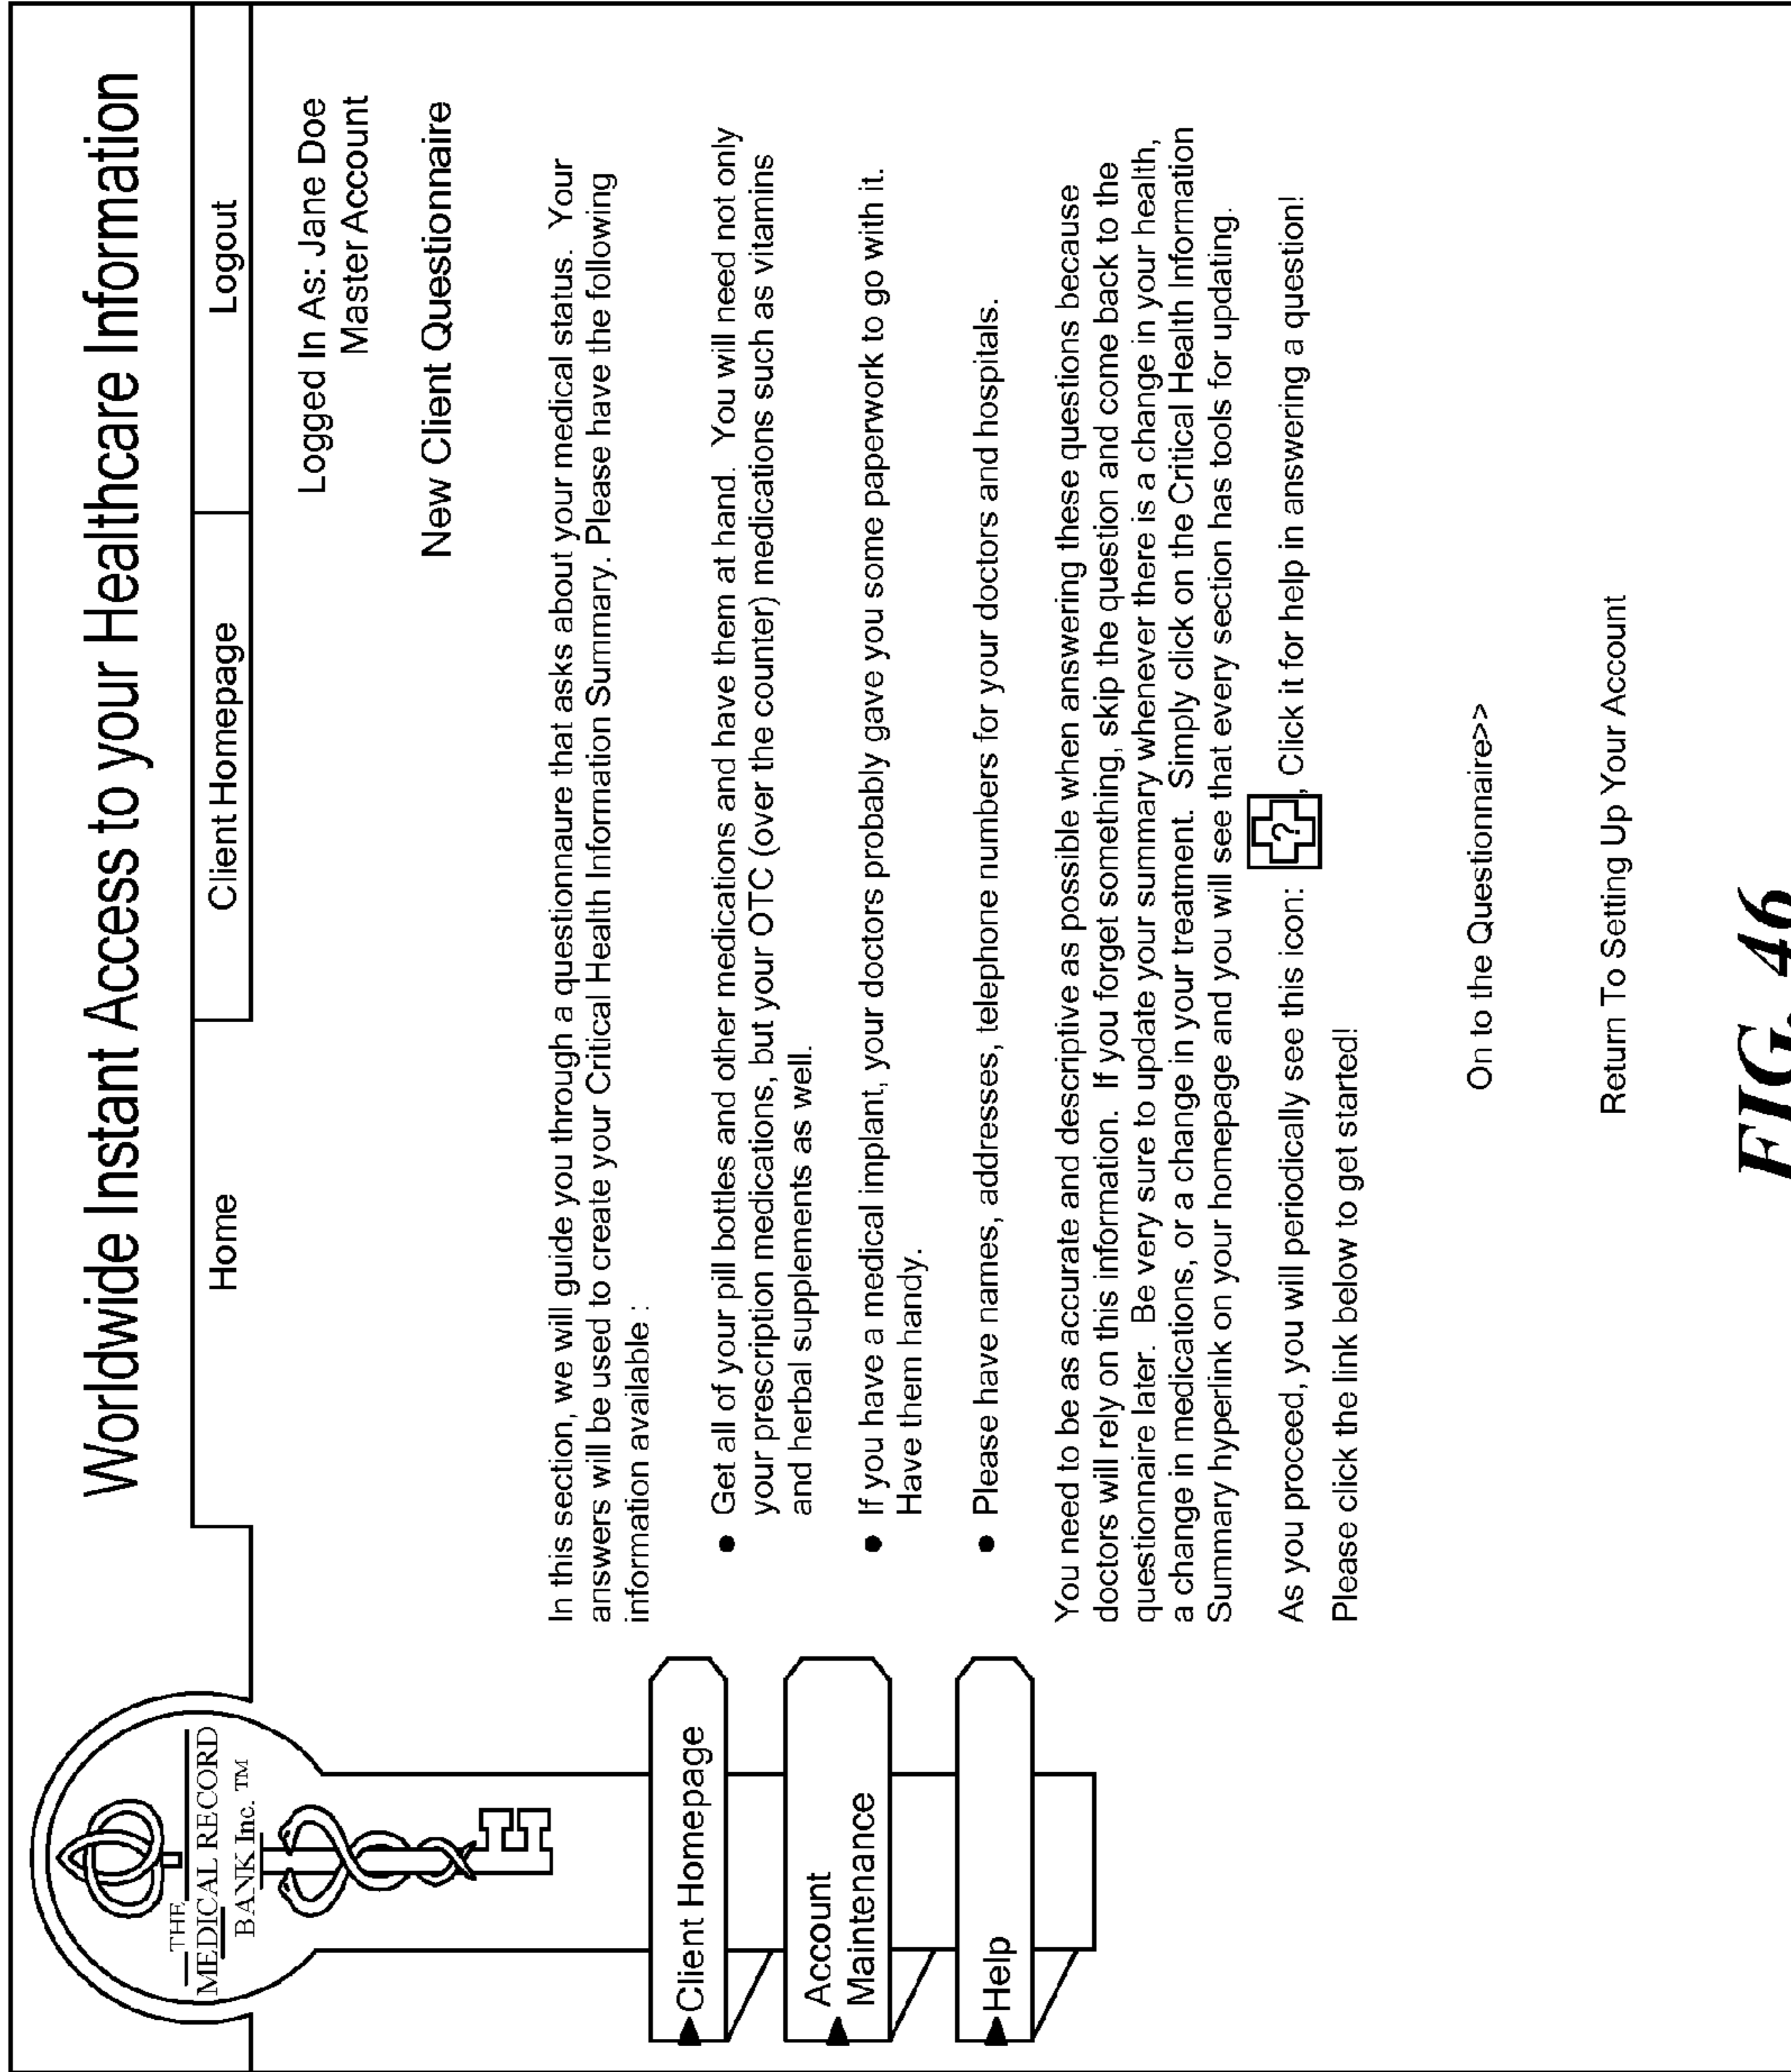 Worldwide Instant Access to your Healthcare Information
THE
MEDICAL RECORD
BANK Inc. ™
Home
Client Homepage
Logout
Logged In As: Jane Doe
Master Account
New Client Questionnaire
In this section, we will guide you through a questionnaure that asks about your medical status. Your
answers will be used to create your Critical Health Information Summary. Please have the following
information available :
• Get all of your pill bottles and other medications and have them at hand. You will need not only
your prescription medications, but your OTC (over the counter) medications such as vitamins
and herbal supplements as well.
• If you have a medical implant, your doctors probably gave you some paperwork to go with it.
Have them handy.
• Please have names, addresses, telephone numbers for your doctors and hospitals.
You need to be as accurate and descriptive as possible when answering these questions because
doctors will rely on this information. If you forget something, skip the question and come back to the
questionnaire later. Be very sure to update your summary whenever there is a change in your health,
a change in medications, or a change in your treatment. Simply click on the Critical Health Information
Summary hyperlink on your homepage and you will see that every section has tools for updating.
As you proceed, you will periodically see this icon: ?, Click it for help in answering a question!
Please click the link below to get started!
On to the Questionnaire>>
Return To Setting Up Your Account
Client Homepage
Account
Maintenance
Help
FIG. 46